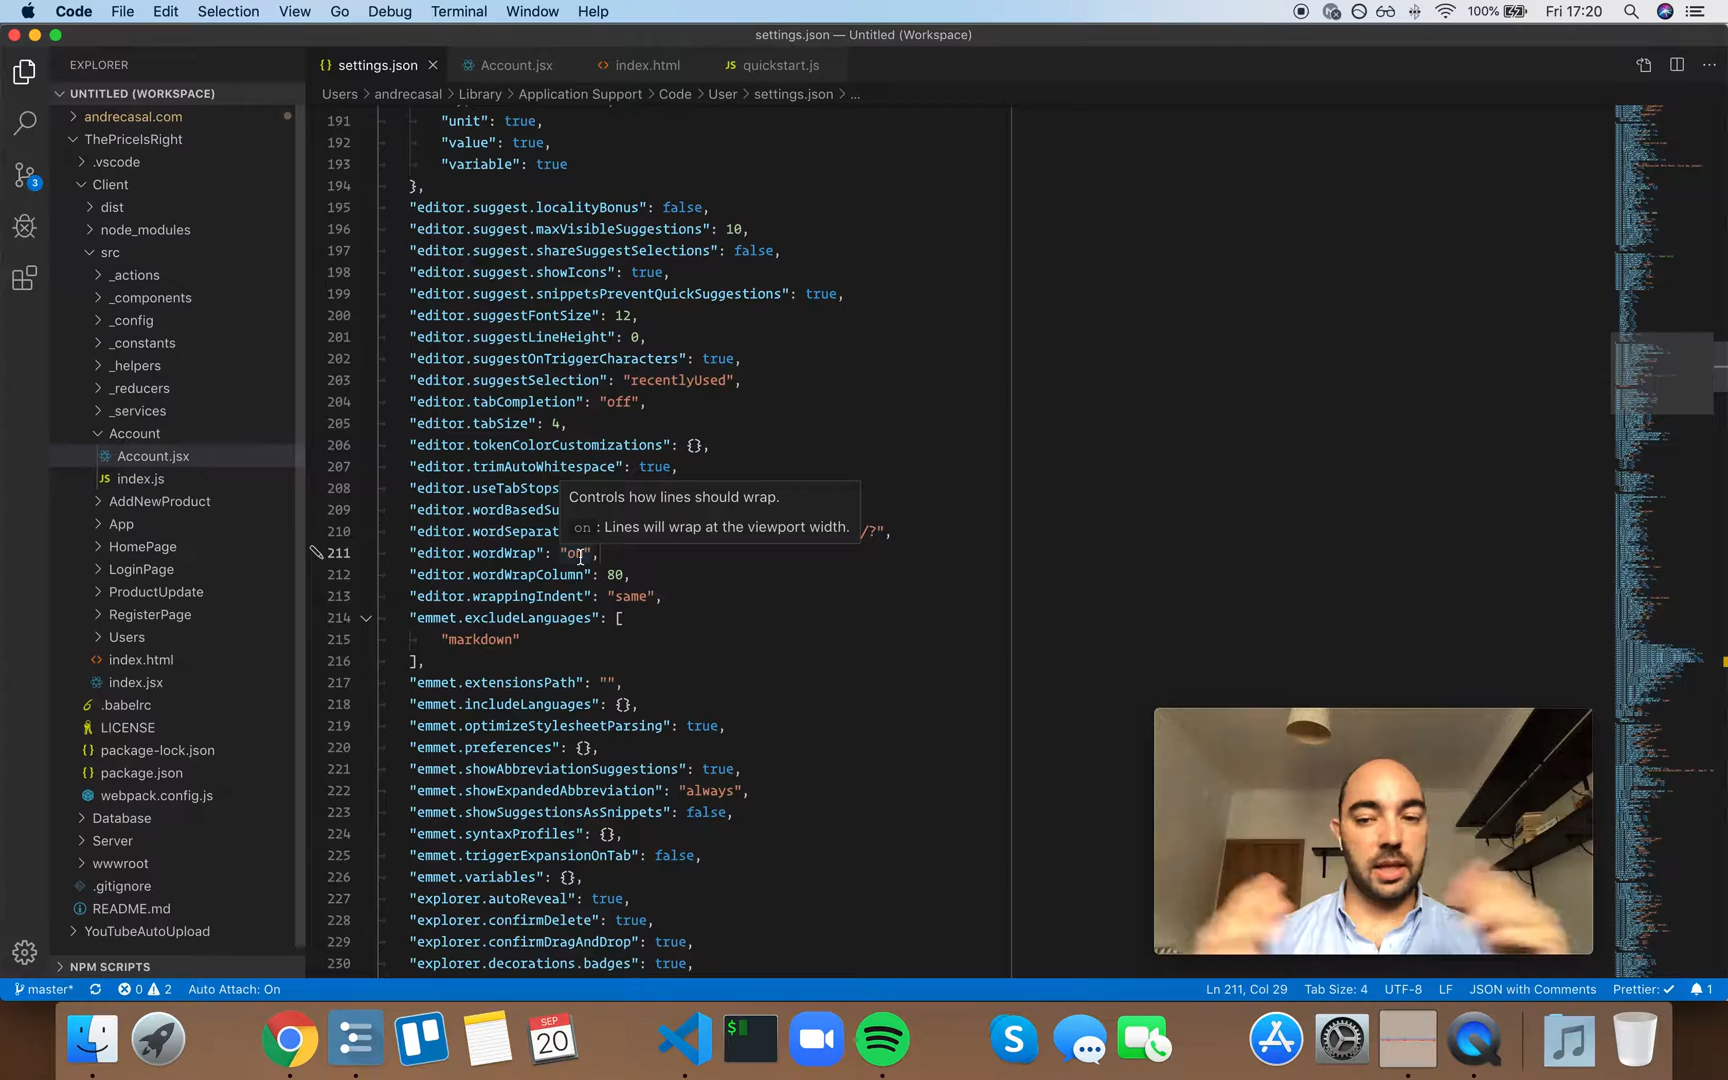 Code File Edit Selection View Go Debug Terminal Window Help 100% Fri 17:20
settings.json — Untitled (Workspace)
EXPLORER
settings.json Account.jsx index.html quickstart.js
UNTITLED (WORKSPACE)
Users andrecasal Library Application Support Code User settings.json ...
andrecasal.com
ThePriceIsRight
.vscode
Client
dist
node_modules
src
_actions
_components
_config
_constants
_helpers
_reducers
_services
Account
Account.jsx
index.js
AddNewProduct
App
HomePage
LoginPage
ProductUpdate
RegisterPage
Users
index.html
index.jsx
.babelrc
LICENSE
package-lock.json
package.json
webpack.config.js
Database
Server
wwwroot
.gitignore
README.md
YouTubeAutoUpload
NPM SCRIPTS
3
191 "unit": true,
192 "value": true,
193 "variable": true
194 },
195 "editor.suggest.localityBonus": false,
196 "editor.suggest.maxVisibleSuggestions": 10,
197 "editor.suggest.shareSuggestSelections": false,
198 "editor.suggest.showIcons": true,
199 "editor.suggest.snippetsPreventQuickSuggestions": true,
200 "editor.suggestFontSize": 12,
201 "editor.suggestLineHeight": 0,
202 "editor.suggestOnTriggerCharacters": true,
203 "editor.suggestSelection": "recentlyUsed",
204 "editor.tabCompletion": "off",
205 "editor.tabSize": 4,
206 "editor.tokenColorCustomizations": {},
207 "editor.trimAutoWhitespace": true,
208 "editor.useTabStops
209 "editor.wordBasedSu
210 "editor.wordSeparat /?",
Controls how lines should wrap.
on : Lines will wrap at the viewport width.
211 "editor.wordWrap": "on",
212 "editor.wordWrapColumn": 80,
213 "editor.wrappingIndent": "same",
214 "emmet.excludeLanguages": [
215 "markdown"
216 ],
217 "emmet.extensionsPath": "",
218 "emmet.includeLanguages": {},
219 "emmet.optimizeStylesheetParsing": true,
220 "emmet.preferences": {},
221 "emmet.showAbbreviationSuggestions": true,
222 "emmet.showExpandedAbbreviation": "always",
223 "emmet.showSuggestionsAsSnippets": false,
224 "emmet.syntaxProfiles": {},
225 "emmet.triggerExpansionOnTab": false,
226 "emmet.variables": {},
227 "explorer.autoReveal": true,
228 "explorer.confirmDelete": true,
229 "explorer.confirmDragAndDrop": true,
230 "explorer.decorations.badges": true,
master* 0 2 Auto Attach: On Ln 211, Col 29 Tab Size: 4 UTF-8 LF JSON with Comments Prettier: ✓ 1
SEP
20
$